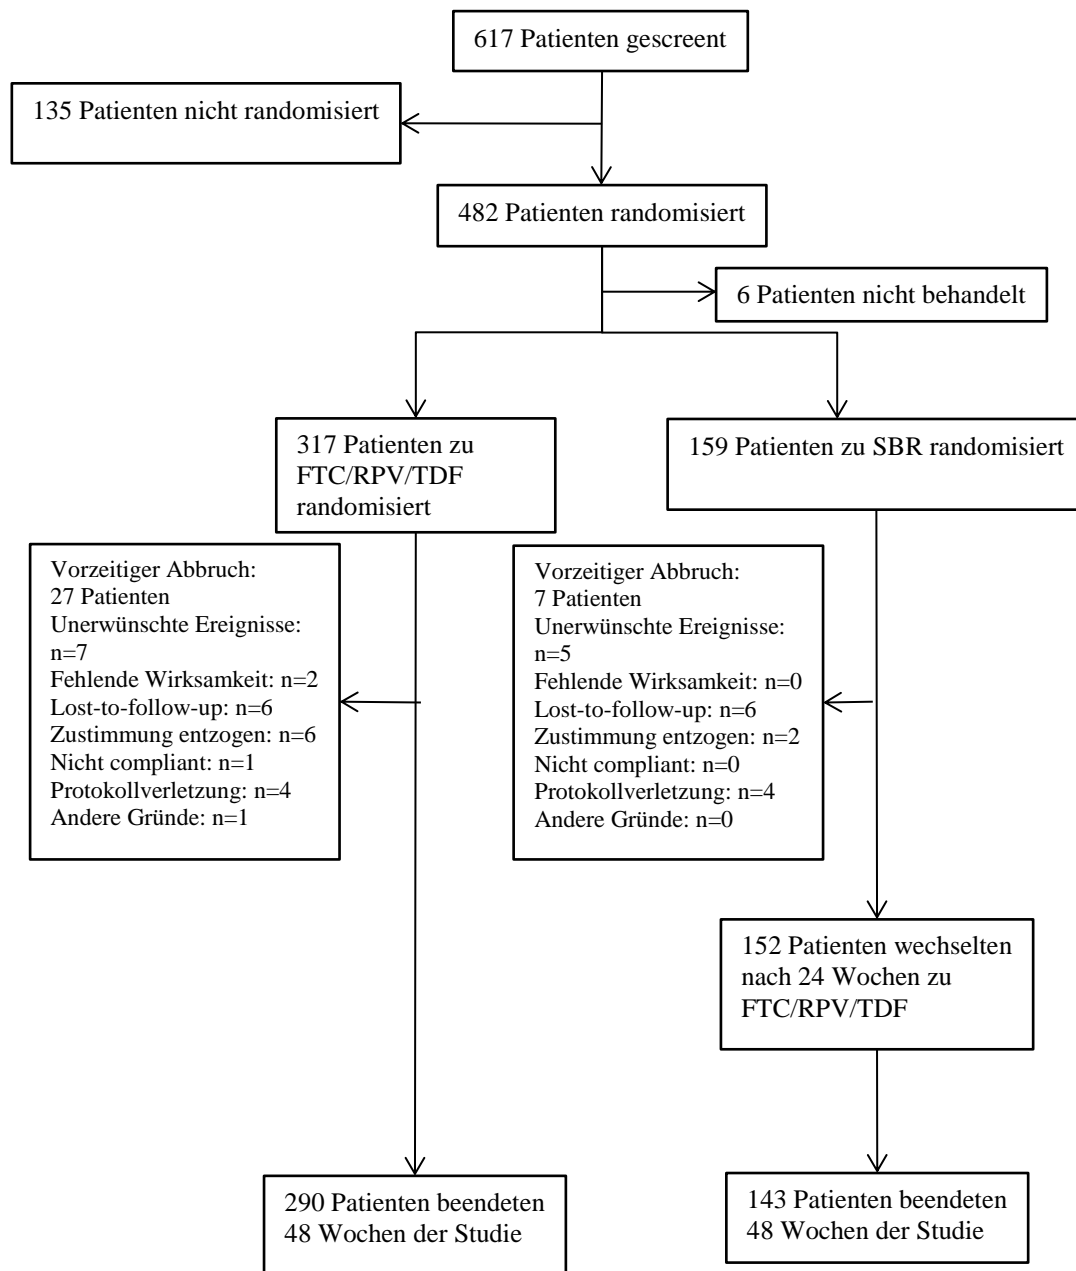 617 Patienten gescreent
135 Patienten nicht randomisiert
482 Patienten randomisiert
6 Patienten nicht behandelt
317 Patienten zu
FTC/RPV/TDF
randomisiert
159 Patienten zu SBR randomisiert
Vorzeitiger Abbruch:
27 Patienten
Unerwünschte Ereignisse:
n=7
Fehlende Wirksamkeit: n=2
Lost-to-follow-up: n=6
Zustimmung entzogen: n=6
Nicht compliant: n=1
Protokollverletzung: n=4
Andere Gründe: n=1
Vorzeitiger Abbruch:
7 Patienten
Unerwünschte Ereignisse:
n=5
Fehlende Wirksamkeit: n=0
Lost-to-follow-up: n=6
Zustimmung entzogen: n=2
Nicht compliant: n=0
Protokollverletzung: n=4
Andere Gründe: n=0
152 Patienten wechselten
nach 24 Wochen zu
FTC/RPV/TDF
290 Patienten beendeten
48 Wochen der Studie
143 Patienten beendeten
48 Wochen der Studie